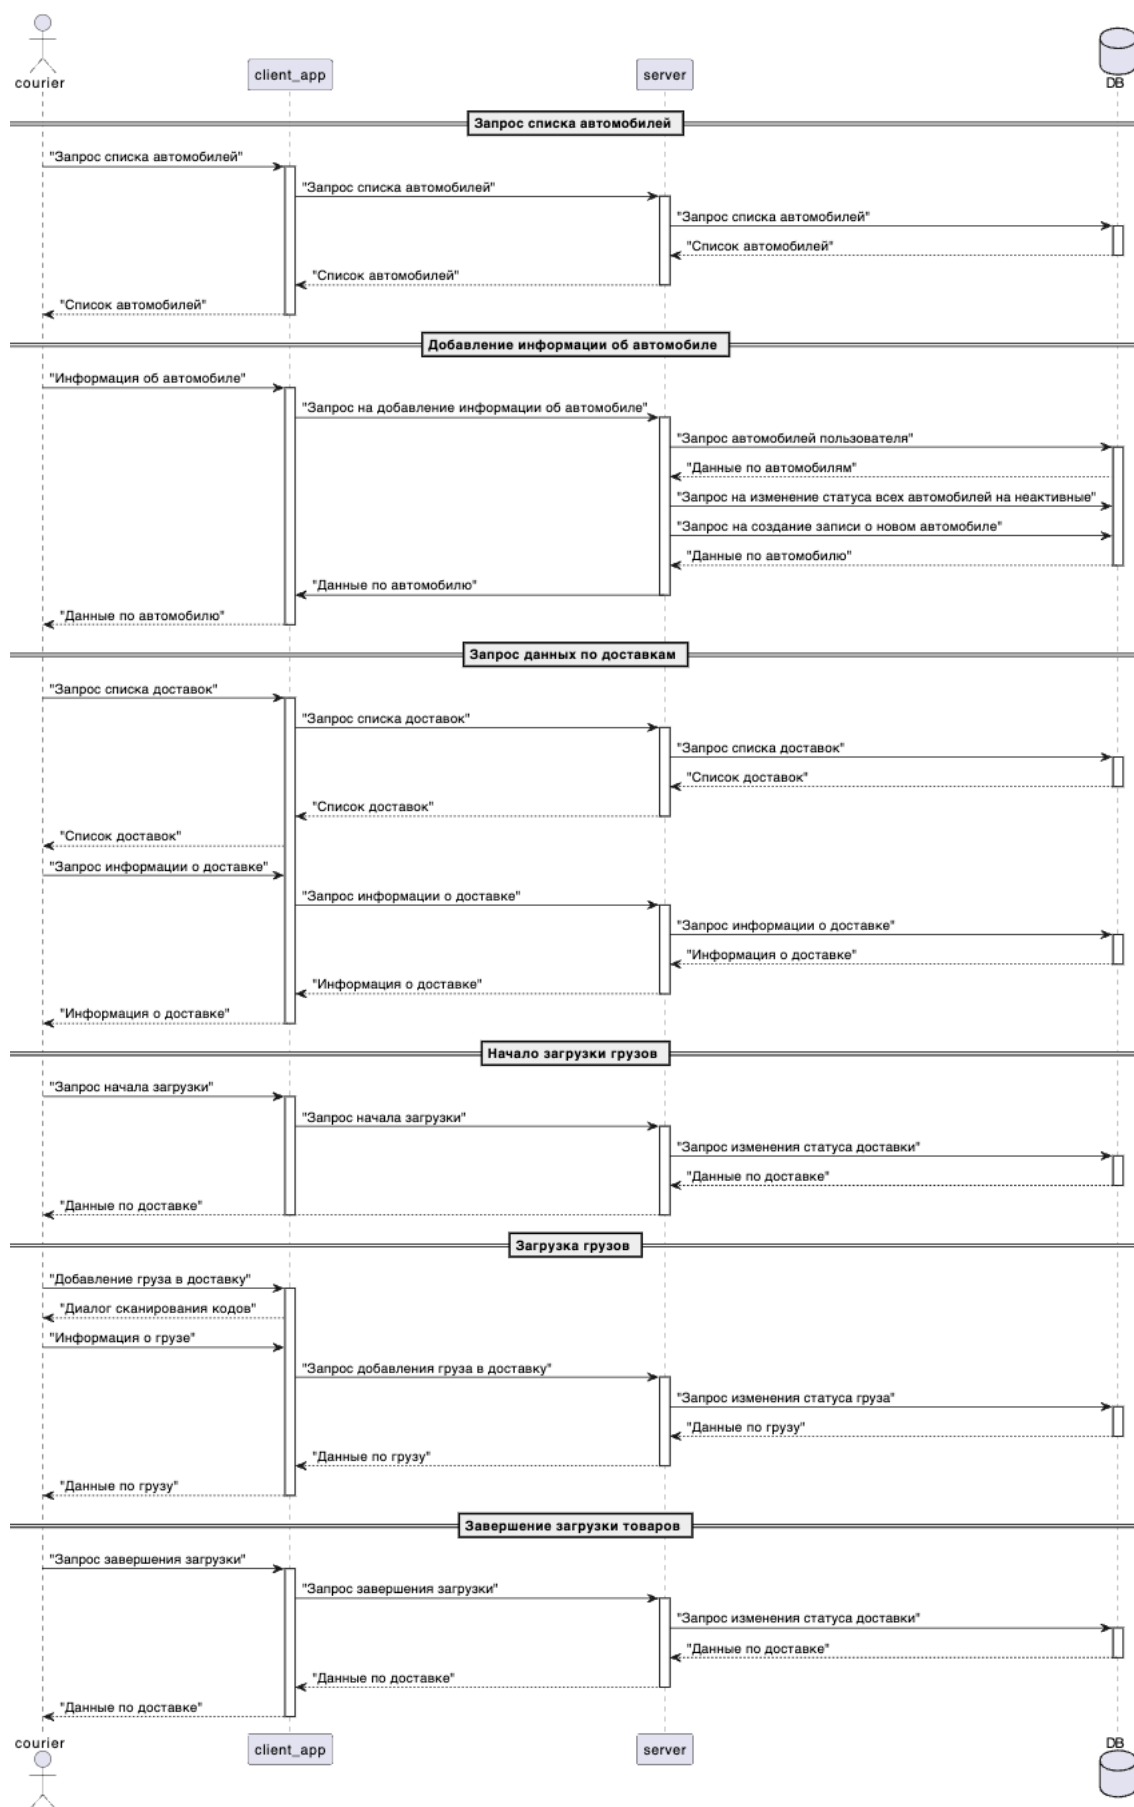 courier
client_app
server
DB
Запрос списка автомобилей
"Запрос списка автомобилей"
"Запрос списка автомобилей"
"Запрос списка автомобилей"
"Список автомобилей"
"Список автомобилей"
"Список автомобилей"
Добавление информации об автомобиле
"Информация об автомобиле"
"Запрос на добавление информации об автомобиле"
"Запрос автомобилей пользователя"
"Данные по автомобилям"
"Запрос на изменение статуса всех автомобилей на неактивные"
"Запрос на создание записи о новом автомобиле"
"Данные по автомобилю"
"Данные по автомобилю"
"Данные по автомобилю"
Запрос данных по доставкам
"Запрос списка доставок"
"Запрос списка доставок"
"Запрос списка доставок"
"Список доставок"
"Список доставок"
"Список доставок"
"Запрос информации о доставке"
"Запрос информации о доставке"
"Запрос информации о доставке"
"Информация о доставке"
"Информация о доставке"
"Информация о доставке"
Начало загрузки грузов
"Запрос начала загрузки"
"Запрос начала загрузки"
"Запрос изменения статуса доставки"
"Данные по доставке"
"Данные по доставке"
Загрузка грузов
"Добавление груза в доставку"
"Диалог сканирования кодов"
"Информация о грузе"
"Запрос добавления груза в доставку"
"Запрос изменения статуса груза"
"Данные по грузу"
"Данные по грузу"
"Данные по грузу"
Завершение загрузки товаров
"Запрос завершения загрузки"
"Запрос завершения загрузки"
"Запрос изменения статуса доставки"
"Данные по доставке"
"Данные по доставке"
"Данные по доставке"
courier
client_app
server
DB